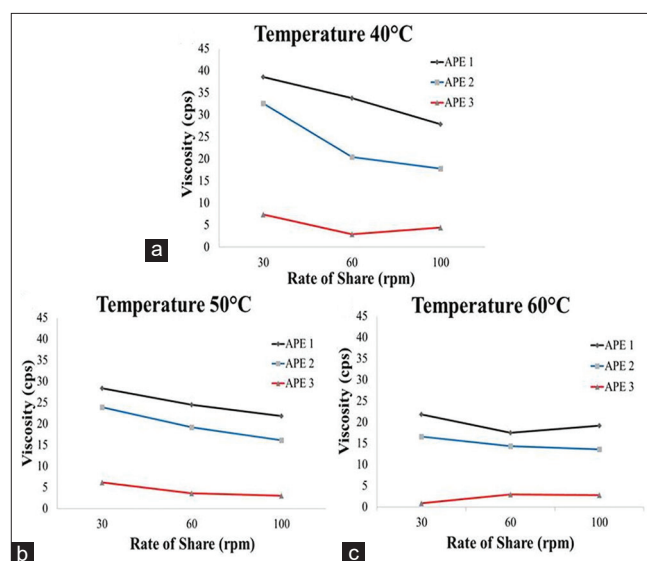 Temperature 40°C
45
40
35
30
25
20
15
10
5
0
Viscosity (cps)
APE 1
APE 2
APE 3
30 60 100
Rate of Share (rpm)
a
Temperature 50°C
45
40
35
30
25
20
15
10
5
0
Viscosity (cps)
APE 1
APE 2
APE 3
30 60 100
Rate of Share (rpm)
b
Temperature 60°C
45
40
35
30
25
20
15
10
5
0
Viscosity (cps)
APE 1
APE 2
APE 3
30 60 100
Rate of Share (rpm)
c